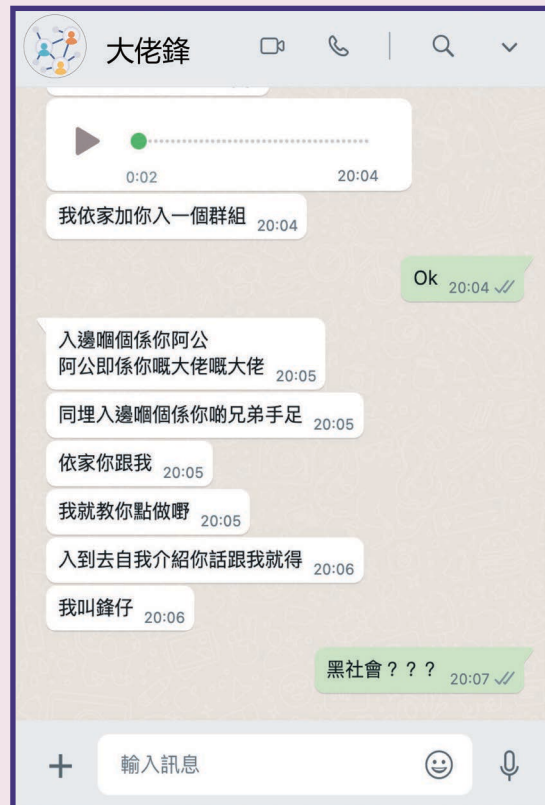 大佬鋒
0:02 20:04
我依家加你入一個群組 20:04
Ok 20:04
入邊嗰個係你阿公
阿公即係你嘅大佬嘅大佬 20:05
同埋入邊嗰個係你啲兄弟手足 20:05
依家你跟我 20:05
我就教你點做嘢 20:05
入到去自我介紹你話跟我就得 20:06
我叫鋒仔 20:06
黑社會？？？ 20:07
輸入訊息